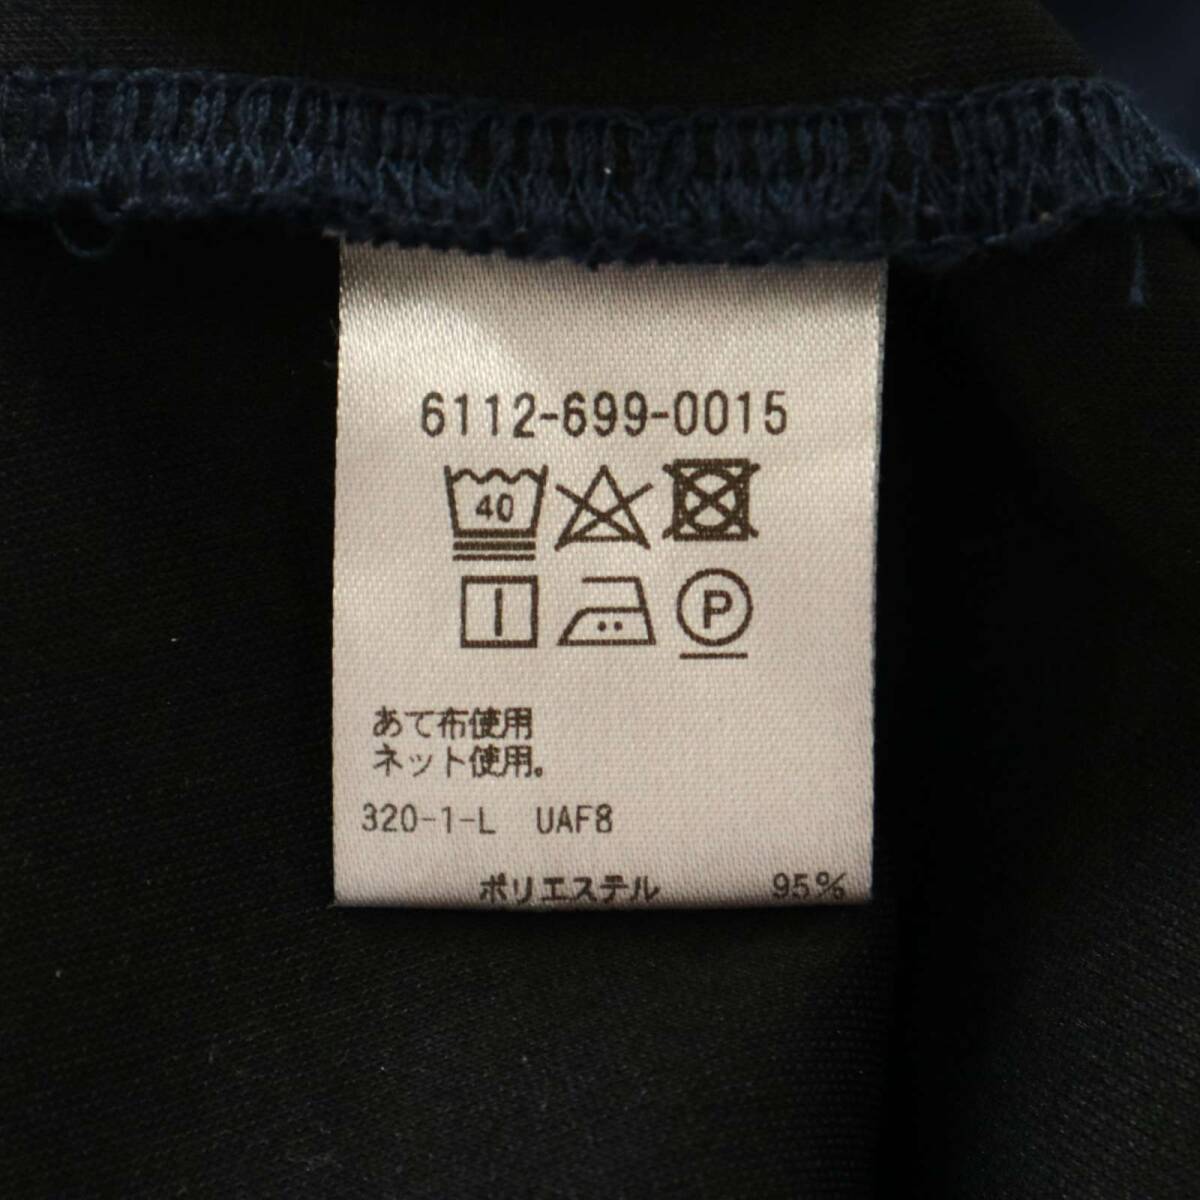 6112-699-0015
40
P
あて布使用
ネット使用。
320-1-L UAF8
ポリエステル 95%